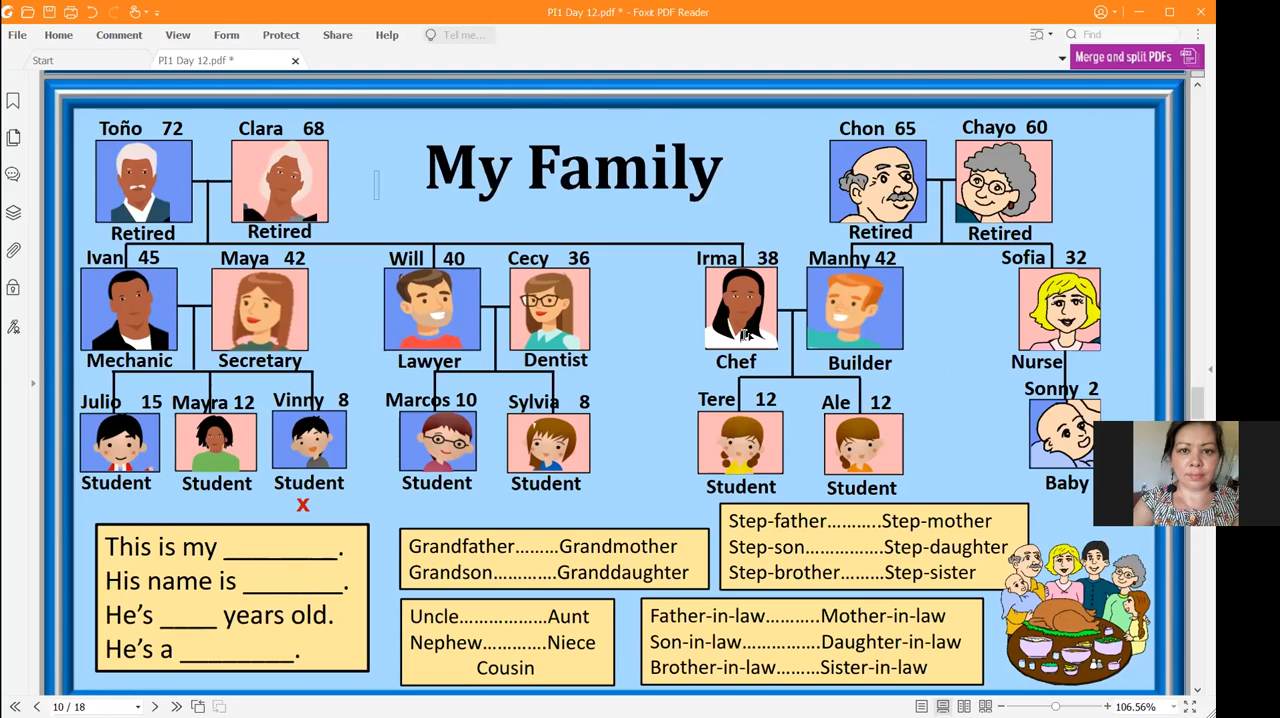 PI1 Day 12.pdf * - Foxit PDF Reader
File Home Comment View Form Protect Share Help Tell me... Find
Start PI1 Day 12.pdf * Merge and split PDFs
My Family
Toño 72 Clara 68 Chon 65 Chayo 60
Retired Retired Retired Retired
Ivan 45 Maya 42 Will 40 Cecy 36 Irma 38 Manny 42 Sofia 32
Mechanic Secretary Lawyer Dentist Chef Builder Nurse
Julio 15 Mayra 12 Vinny 8 Marcos 10 Sylvia 8 Tere 12 Ale 12 Sonny 2
Student Student Student Student Student Student Student Baby
x
This is my _________.
His name is ________.
He's ____ years old.
He's a _________.
Grandfather.........Grandmother
Grandson.............Granddaughter
Uncle...................Aunt
Nephew.............Niece
Cousin
Step-father...........Step-mother
Step-son.................Step-daughter
Step-brother.........Step-sister
Father-in-law...........Mother-in-law
Son-in-law.................Daughter-in-law
Brother-in-law.........Sister-in-law
10 / 18 106.56%